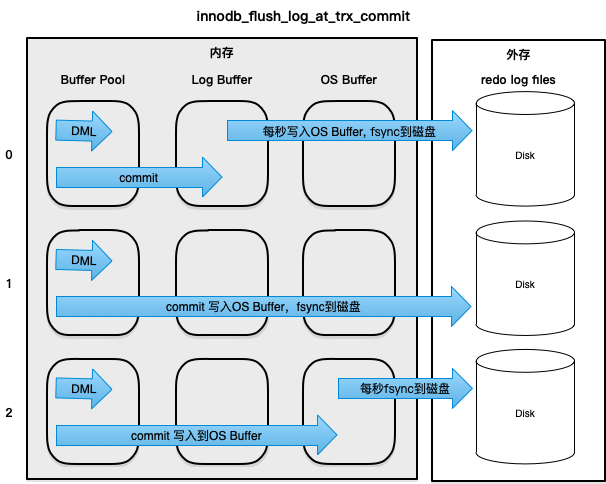 innodb_flush_log_at_trx_commit
内存
外存
Buffer Pool
Log Buffer
OS Buffer
redo log files
0
DML
每秒写入OS Buffer, fsync到磁盘
commit
Disk
1
DML
commit 写入OS Buffer，fsync到磁盘
Disk
2
DML
每秒fsync到磁盘
commit 写入到OS Buffer
Disk